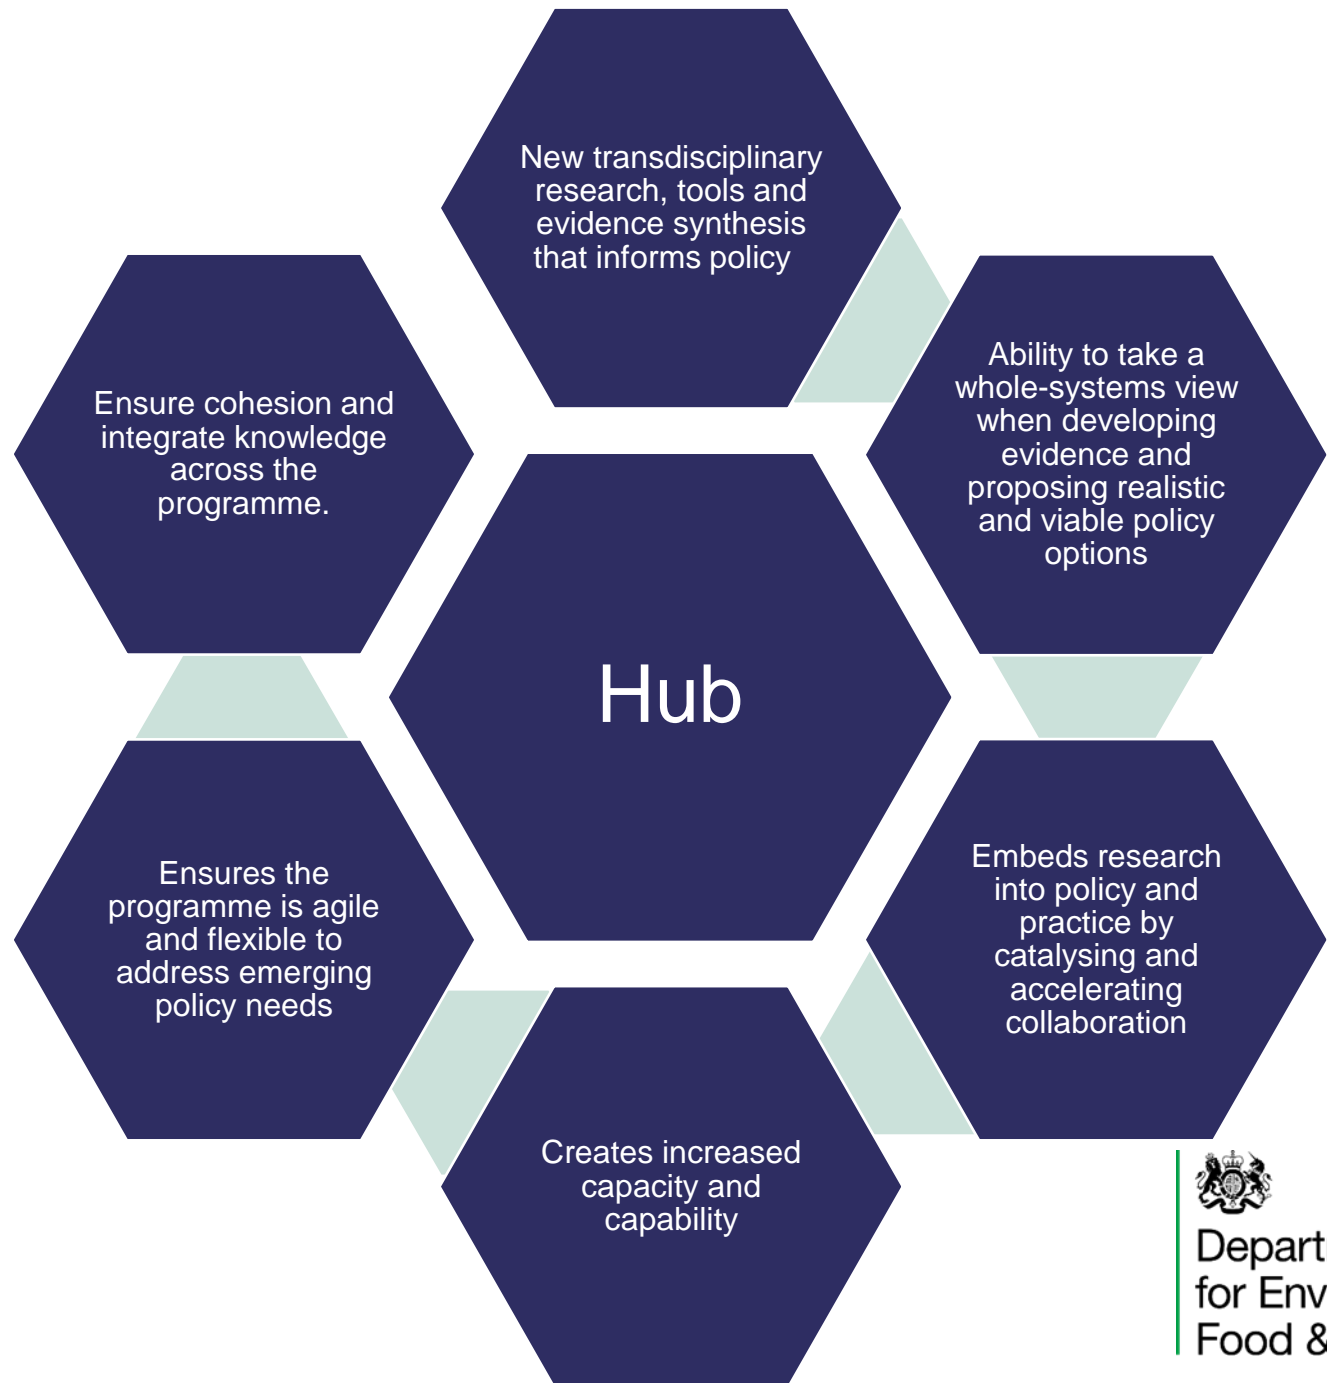 New transdisciplinary
research, tools and
evidence synthesis
that informs policy
Ability to take a
whole-systems view
when developing
evidence and
proposing realistic
and viable policy
options
Ensure cohesion and
integrate knowledge
across the
programme.
Hub
Embeds research
into policy and
practice by
catalysing and
accelerating
collaboration
Ensures the
programme is agile
and flexible to
address emerging
policy needs
Creates increased
capacity and
capability
Depart
for Env
Food &